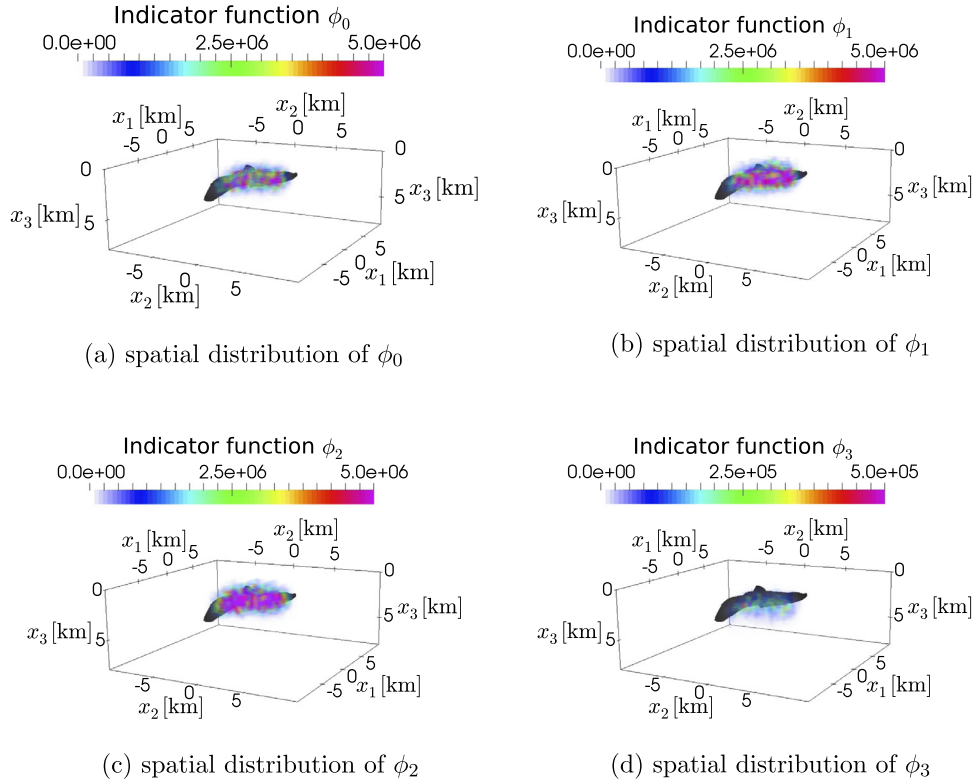 Indicator function ϕ₀
0.0e+00 2.5e+06 5.0e+06
x₂ [km]
x₁ [km]
-5 0 5
-5 0 5
0
0
5
x₃ [km]
x₃ [km]
5
5
0
-5
x₁ [km]
-5 0 5
x₂ [km]
(a) spatial distribution of ϕ₀
Indicator function ϕ₁
0.0e+00 2.5e+06 5.0e+06
x₂ [km]
x₁ [km]
-5 0 5
-5 0 5
0
0
5
x₃ [km]
x₃ [km]
5
5
0
-5
x₁ [km]
-5 0 5
x₂ [km]
(b) spatial distribution of ϕ₁
Indicator function ϕ₂
0.0e+00 2.5e+06 5.0e+06
x₂ [km]
x₁ [km]
-5 0 5
-5 0 5
0
0
5
x₃ [km]
x₃ [km]
5
5
0
-5
x₁ [km]
-5 0 5
x₂ [km]
(c) spatial distribution of ϕ₂
Indicator function ϕ₃
0.0e+00 2.5e+05 5.0e+05
x₂ [km]
x₁ [km]
-5 0 5
-5 0 5
0
0
5
x₃ [km]
x₃ [km]
5
5
0
-5
x₁ [km]
-5 0 5
x₂ [km]
(d) spatial distribution of ϕ₃